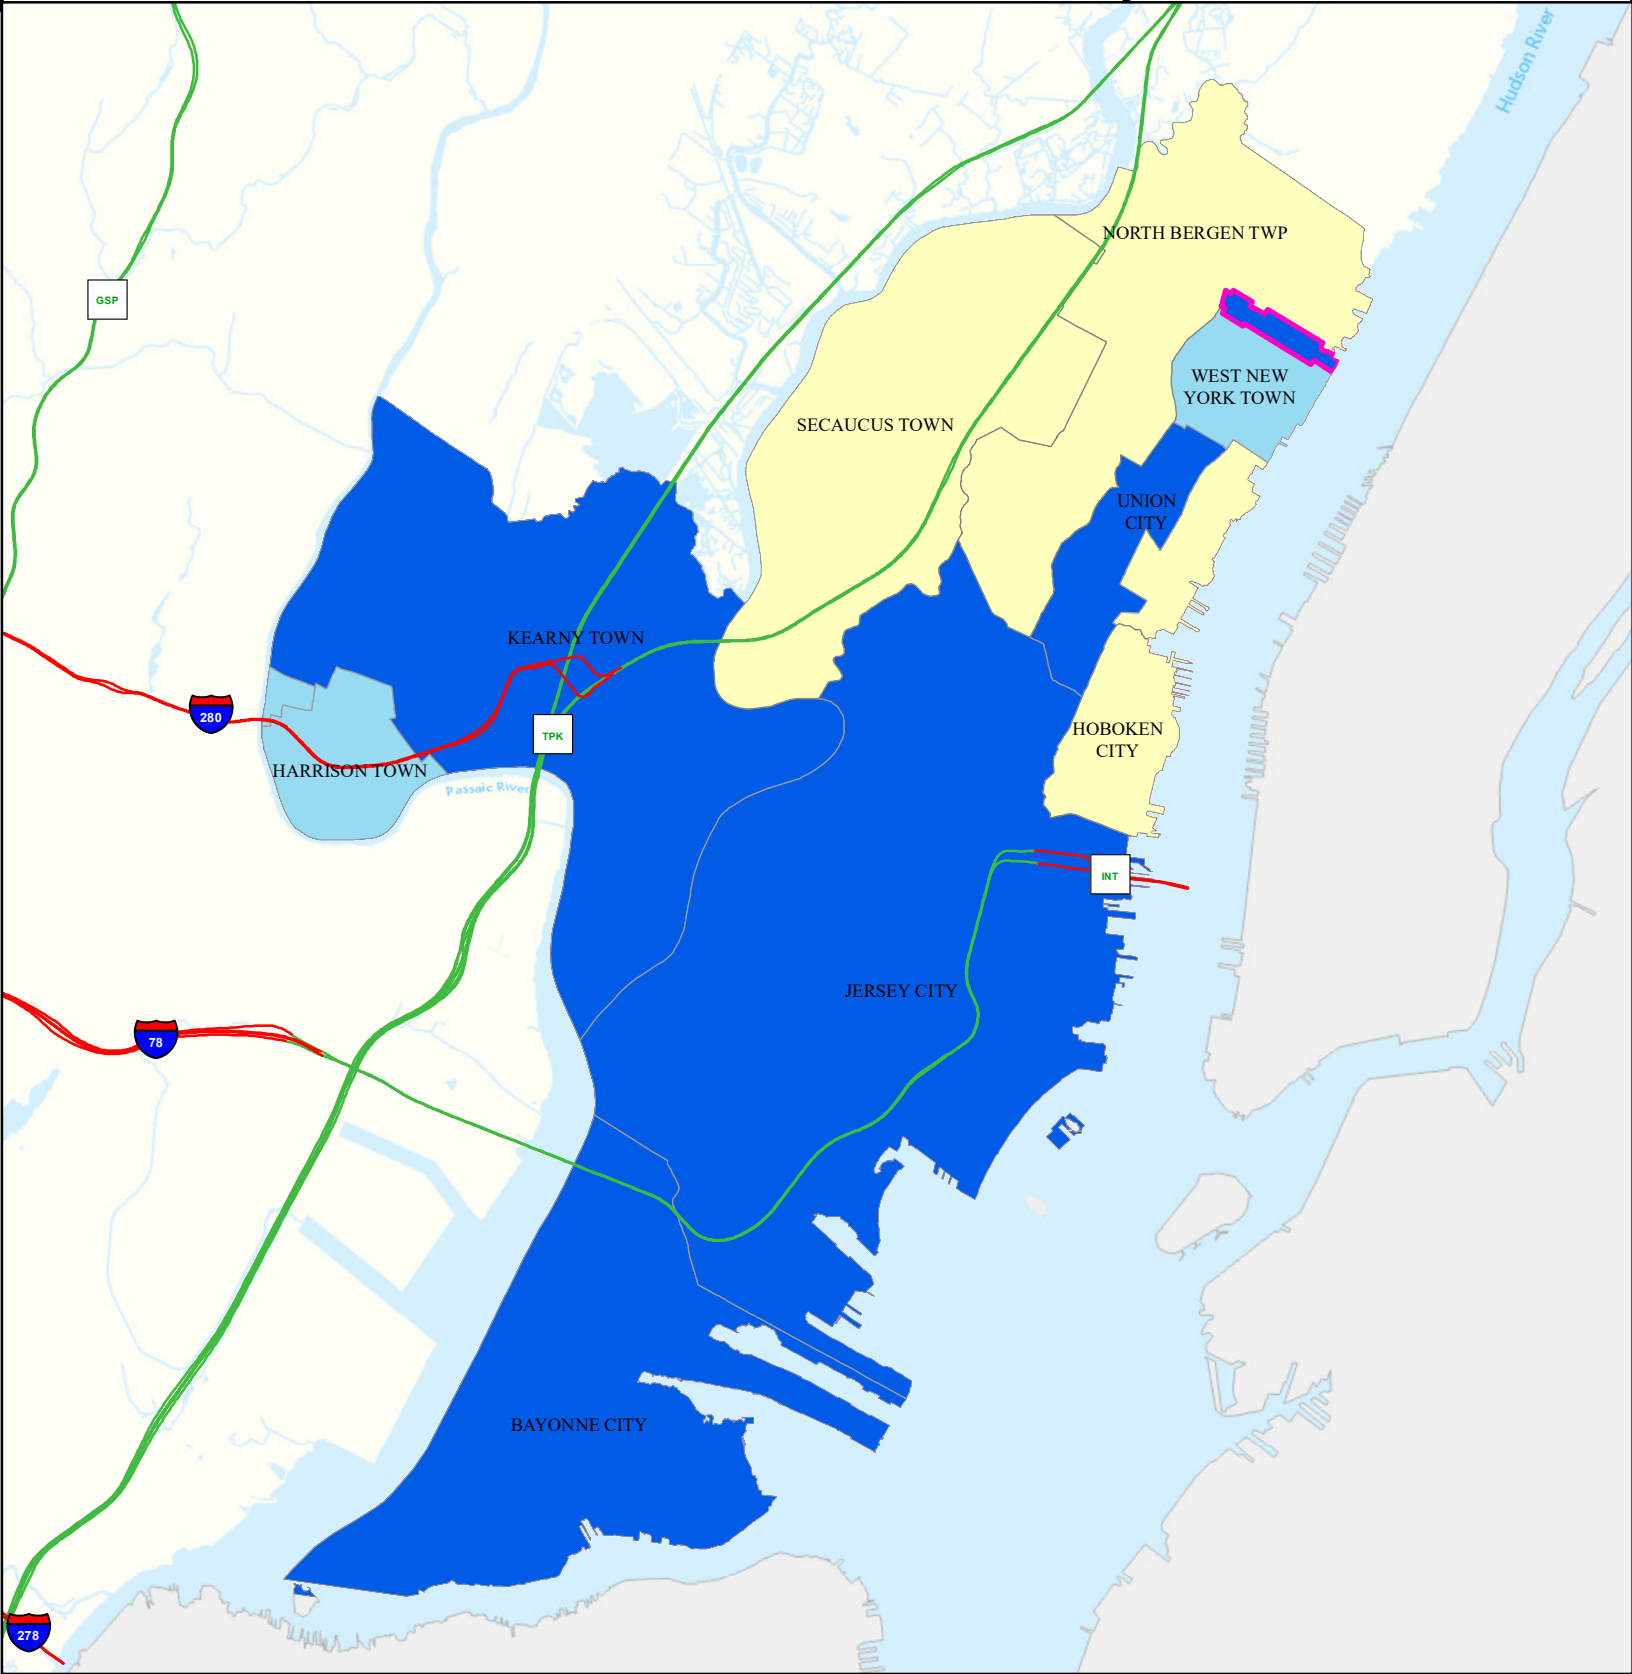 Hudson River
NORTH BERGEN TWP
GSP
WEST NEW
YORK TOWN
SECAUCUS TOWN
UNION
CITY
KEARNY TOWN
280
TPK
HOBOKEN
CITY
HARRISON TOWN
Passaic River
INT
JERSEY CITY
78
BAYONNE CITY
278